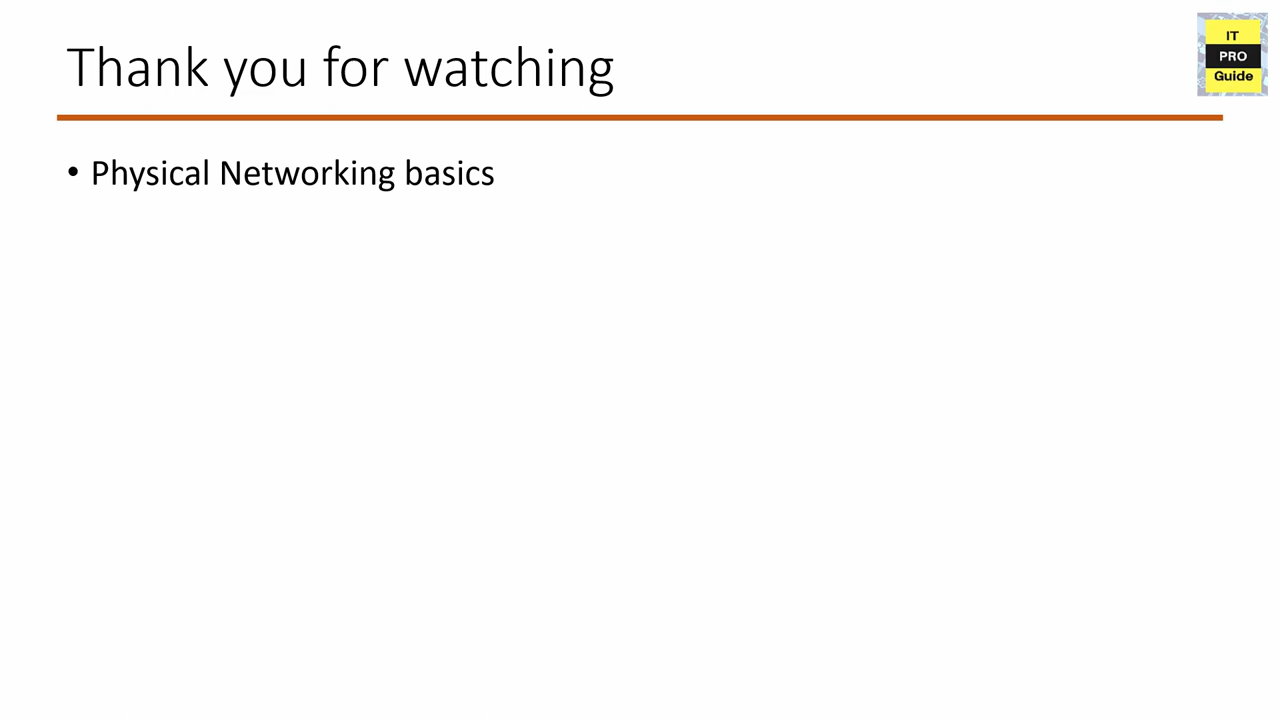 Thank you for watching
IT
PRO
Guide
• Physical Networking basics